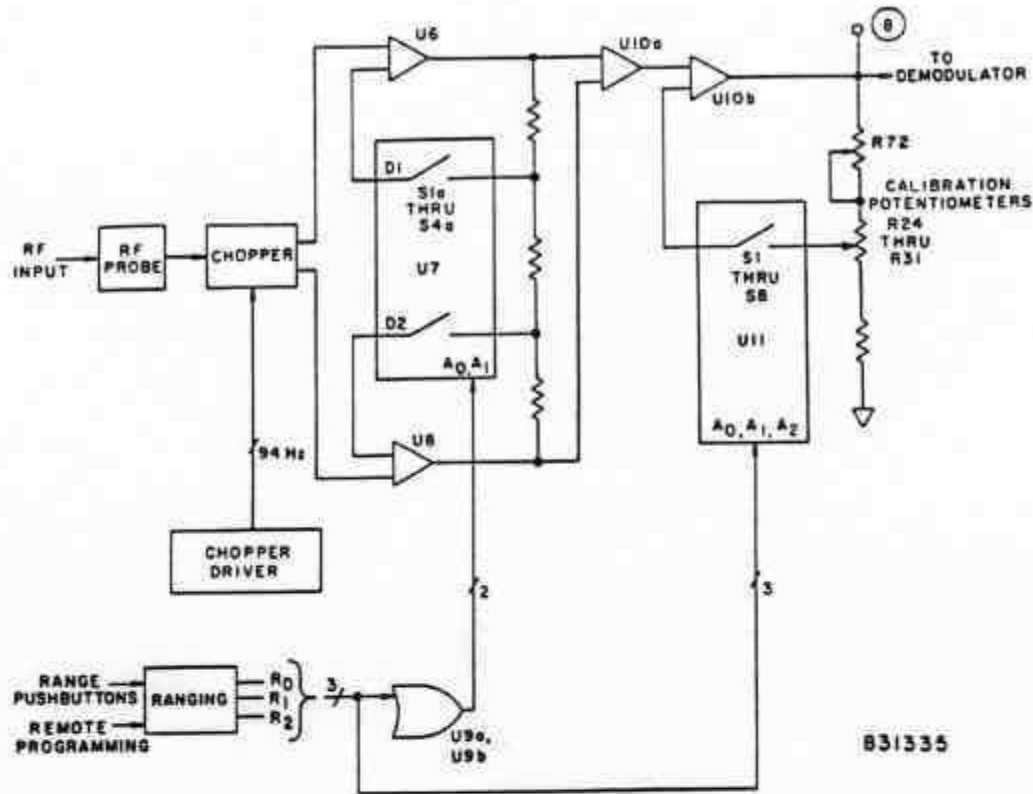 U6
U10a
8
TO
DEMODULATOR
U10b
R72
D1
S1a
THRU
S4a
U7
CALIBRATION
POTENTIOMETERS
R24
THRU
R31
RF
INPUT
RF
PROBE
CHOPPER
S1
THRU
S8
U11
D2
A0, A1
A0, A1, A2
U8
94 Hz
CHOPPER
DRIVER
2
3
RANGE
PUSHBUTTONS
REMOTE
PROGRAMMING
RANGING
R0
R1
R2
3
U9a,
U9b
831335